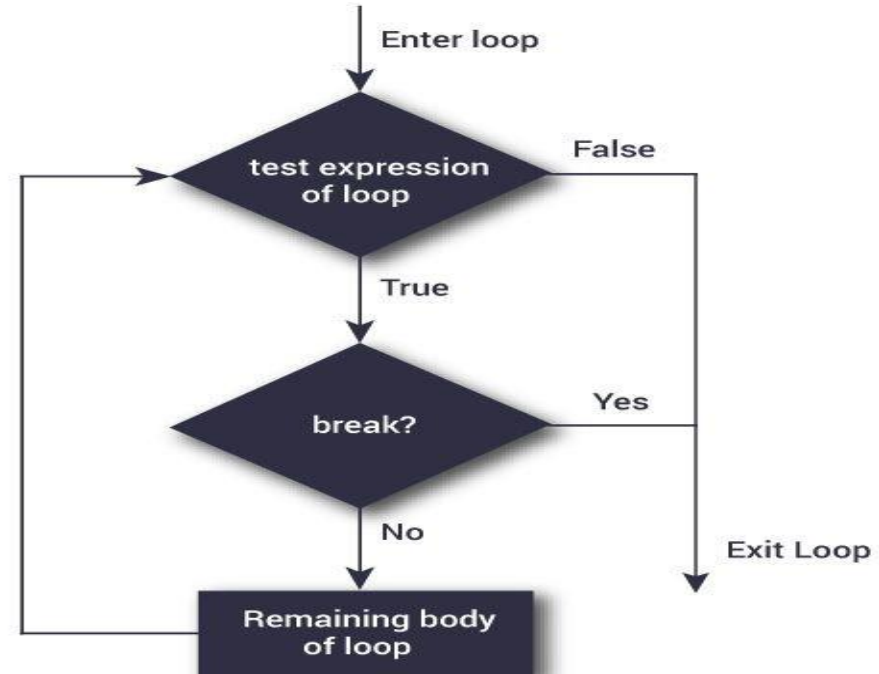 Enter loop
test expression
of loop
False
True
break?
Yes
No
Exit Loop
Remaining body
of loop